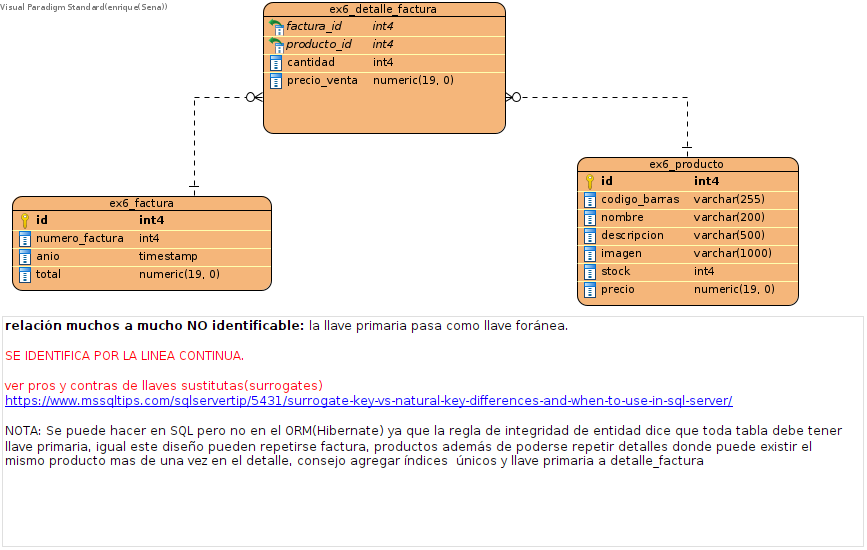 Visual Paradigm Standard(enrique(Sena))
ex6_detalle_factura
factura_id int4
producto_id int4
cantidad int4
precio_venta numeric(19, 0)
ex6_factura
id int4
numero_factura int4
anio timestamp
total numeric(19, 0)
ex6_producto
id int4
codigo_barras varchar(255)
nombre varchar(200)
descripcion varchar(500)
imagen varchar(1000)
stock int4
precio numeric(19, 0)
relación muchos a mucho NO identificable: la llave primaria pasa como llave foránea.
SE IDENTIFICA POR LA LINEA CONTINUA.
ver pros y contras de llaves sustitutas(surrogates)
https://www.mssqltips.com/sqlservertip/5431/surrogate-key-vs-natural-key-differences-and-when-to-use-in-sql-server/
NOTA: Se puede hacer en SQL pero no en el ORM(Hibernate) ya que la regla de integridad de entidad dice que toda tabla debe tener
llave primaria, igual este diseño pueden repetirse factura, productos además de poderse repetir detalles donde puede existir el
mismo producto mas de una vez en el detalle, consejo agregar índices  únicos y llave primaria a detalle_factura